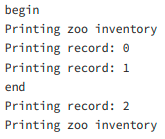 begin
Printing zoo inventory
Printing record: 0
Printing record: 1
end
Printing record: 2
Printing zoo inventory